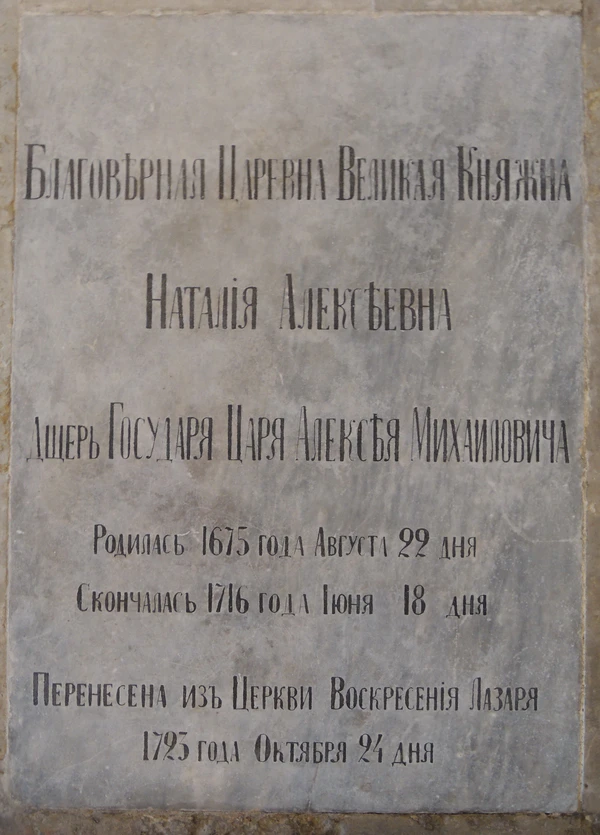 Благовѣрная Царевна Великая Княжна
Наталія Алексѣевна
Дщерь Государя Царя Алексѣя Михаиловича
Родилась 1675 года Августа 22 дня
Скончалась 1716 года Іюня 18 дня
Перенесена изъ Церкви Воскресенія Лазаря
1723 года Октября 24 дня